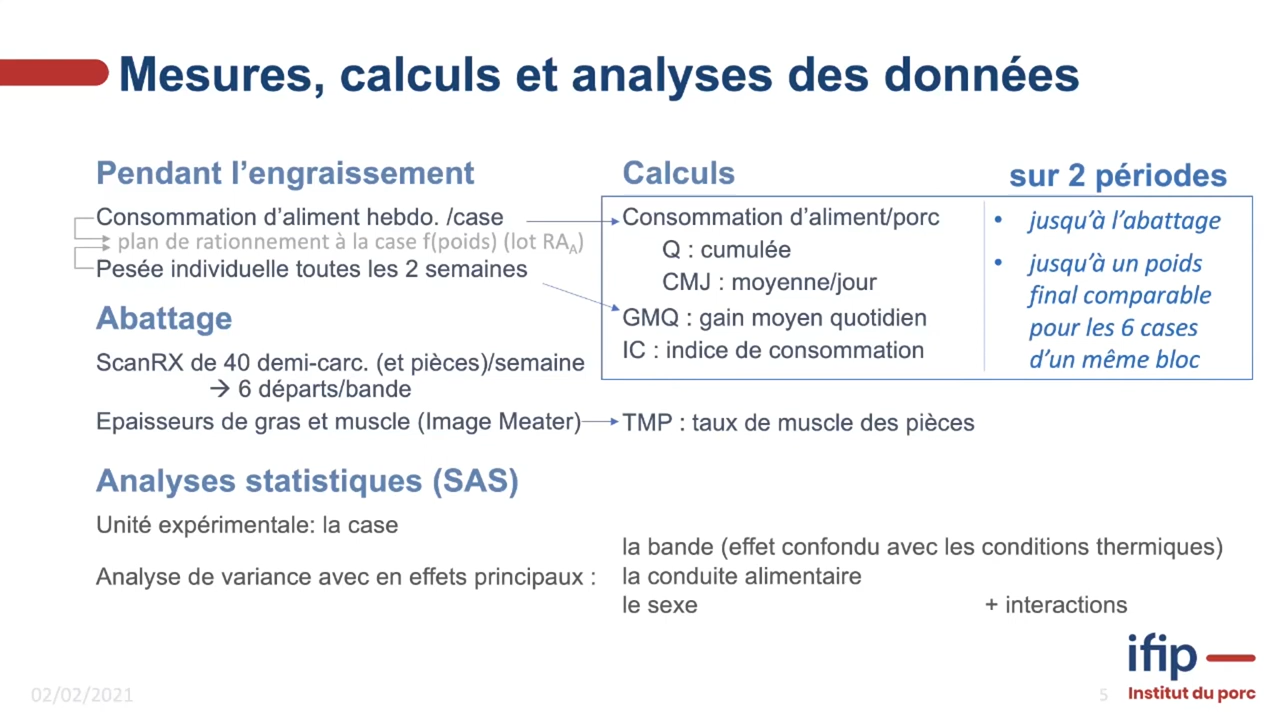 Mesures, calculs et analyses des données
Pendant l’engraissement
Consommation d’aliment hebdo. /case
plan de rationnement à la case f(poids) (lot RAA)
Pesée individuelle toutes les 2 semaines
Abattage
ScanRX de 40 demi-carc. (et pièces)/semaine
→ 6 départs/bande
Epaisseurs de gras et muscle (Image Meater)
Calculs
Consommation d’aliment/porc
Q : cumulée
CMJ : moyenne/jour
GMQ : gain moyen quotidien
IC : indice de consommation
TMP : taux de muscle des pièces
sur 2 périodes
• jusqu’à l’abattage
• jusqu’à un poids
final comparable
pour les 6 cases
d’un même bloc
Analyses statistiques (SAS)
Unité expérimentale: la case
Analyse de variance avec en effets principaux :
la bande (effet confondu avec les conditions thermiques)
la conduite alimentaire
le sexe
+ interactions
ifip
Institut du porc
02/02/2021
5